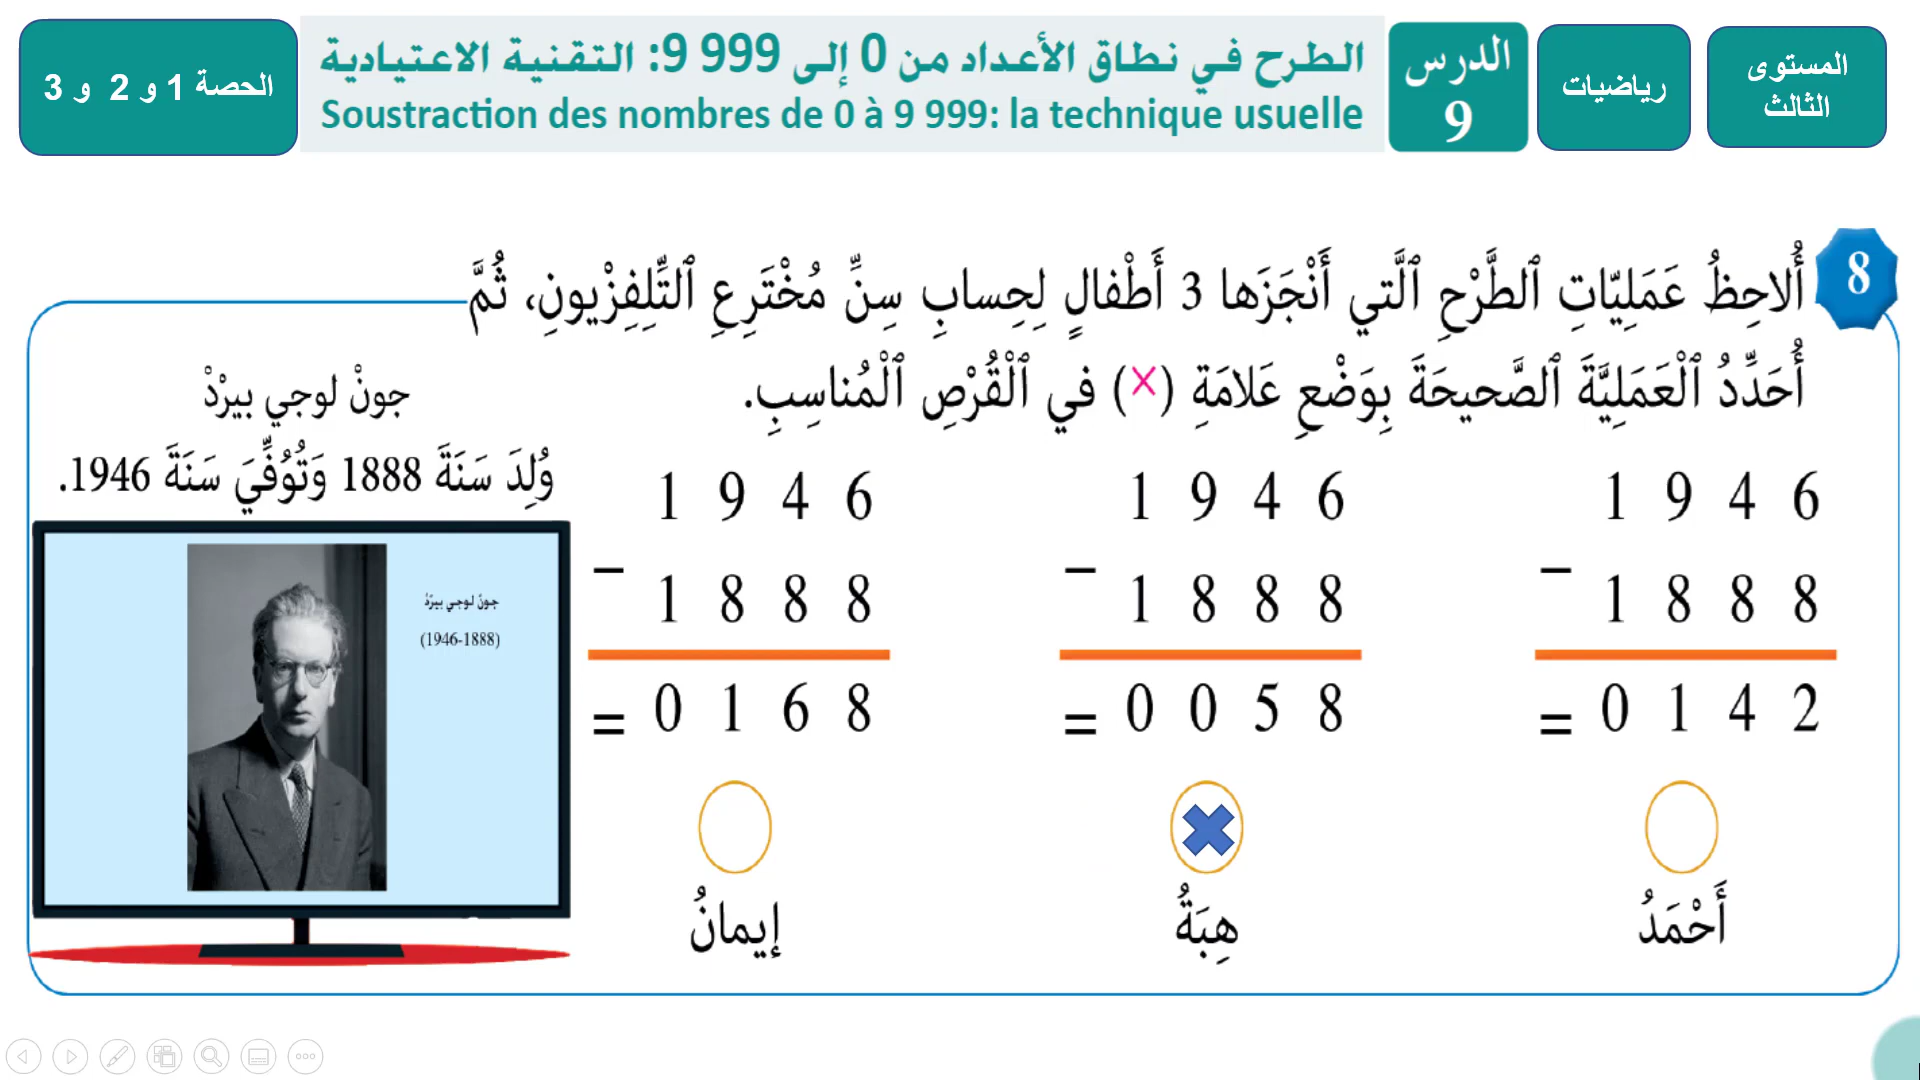 المستوى
الثالث
رياضيات
الدرس
9
الطرح في نطاق الأعداد من 0 إلى 999 9: التقنية الاعتيادية
Soustraction des nombres de 0 à 9 999: la technique usuelle
الحصة 1 و 2 و 3
8
أُلاحِظُ عَمَلِيّاتِ ٱلطَّرْحِ ٱلَّتي أَنْجَزَها 3 أَطْفالٍ لِحِسابِ سِنِّ مُخْتَرِعِ ٱلتِّلِفِزْيونِ، ثُمَّ
أُحَدِّدُ ٱلْعَمَلِيَّةَ ٱلصَّحيحَةَ بِوَضْعِ عَلامَةِ (×) في ٱلْقُرْصِ ٱلْمُناسِبِ.
جونْ لوجي بيرْدْ
وُلِدَ سَنَةَ 1888 وَتُوُفِّيَ سَنَةَ 1946.
جونْ لوجي بيرْدْ
(1946-1888)
1 9 4 6
− 1 8 8 8
= 0 1 4 2
أَحْمَدُ
1 9 4 6
− 1 8 8 8
= 0 0 5 8
هِبَةُ
1 9 4 6
− 1 8 8 8
= 0 1 6 8
إيمانُ